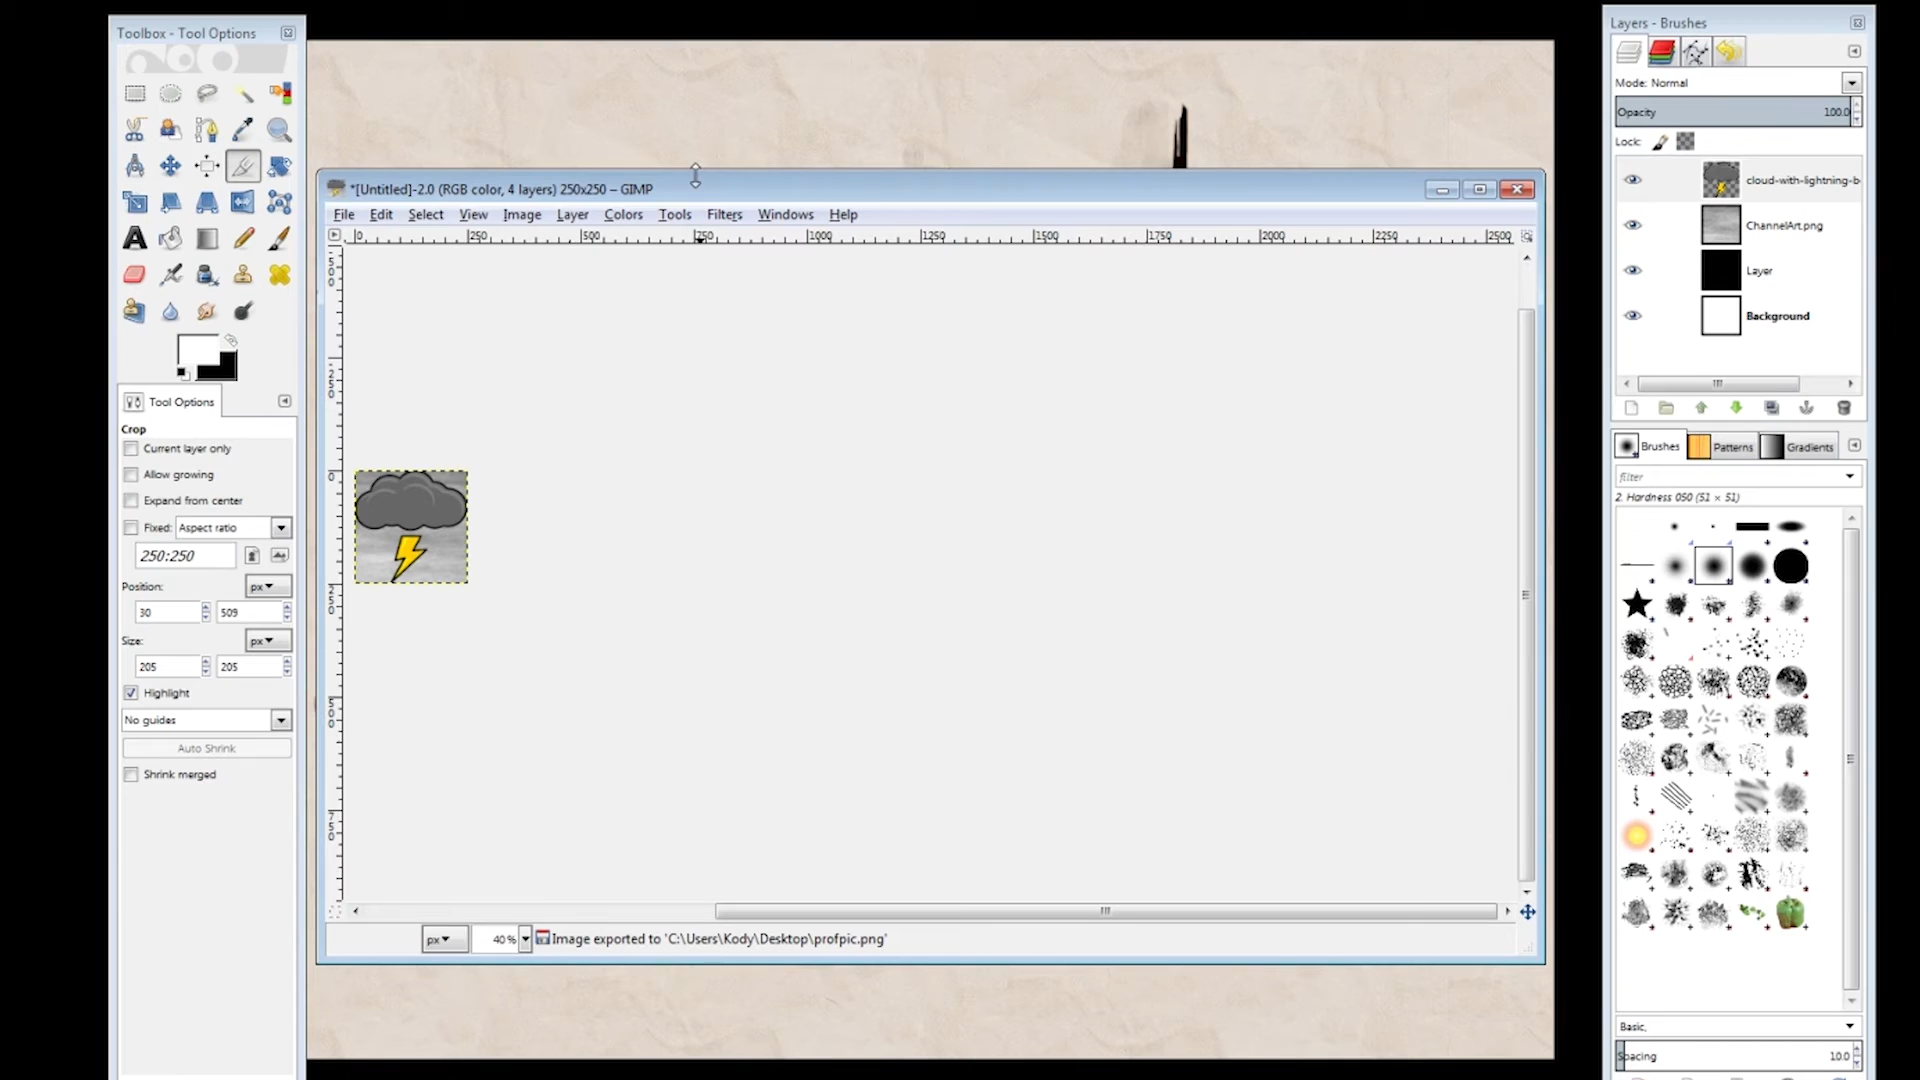 Toolbox - Tool Options
Tool Options
Crop
Current layer only
Allow growing
Expand from center
Fixed: Aspect ratio
250:250
Position: px
30 509
Size: px
205 205
Highlight
No guides
Auto Shrink
Shrink merged
*[Untitled]-2.0 (RGB color, 4 layers) 250x250 – GIMP
File Edit Select View Image Layer Colors Tools Filters Windows Help
0 250 500 750 1000 1250 1500 1750 2000 2250 2500
px 40 % Image exported to 'C:\Users\Kody\Desktop\profpic.png'
Layers - Brushes
Mode: Normal
Opacity 100.0
Lock:
cloud-with-lightning-b
ChannelArt.png
Layer
Background
Brushes Patterns Gradients
filter
2. Hardness 050 (51 × 51)
Basic,
Spacing 10.0